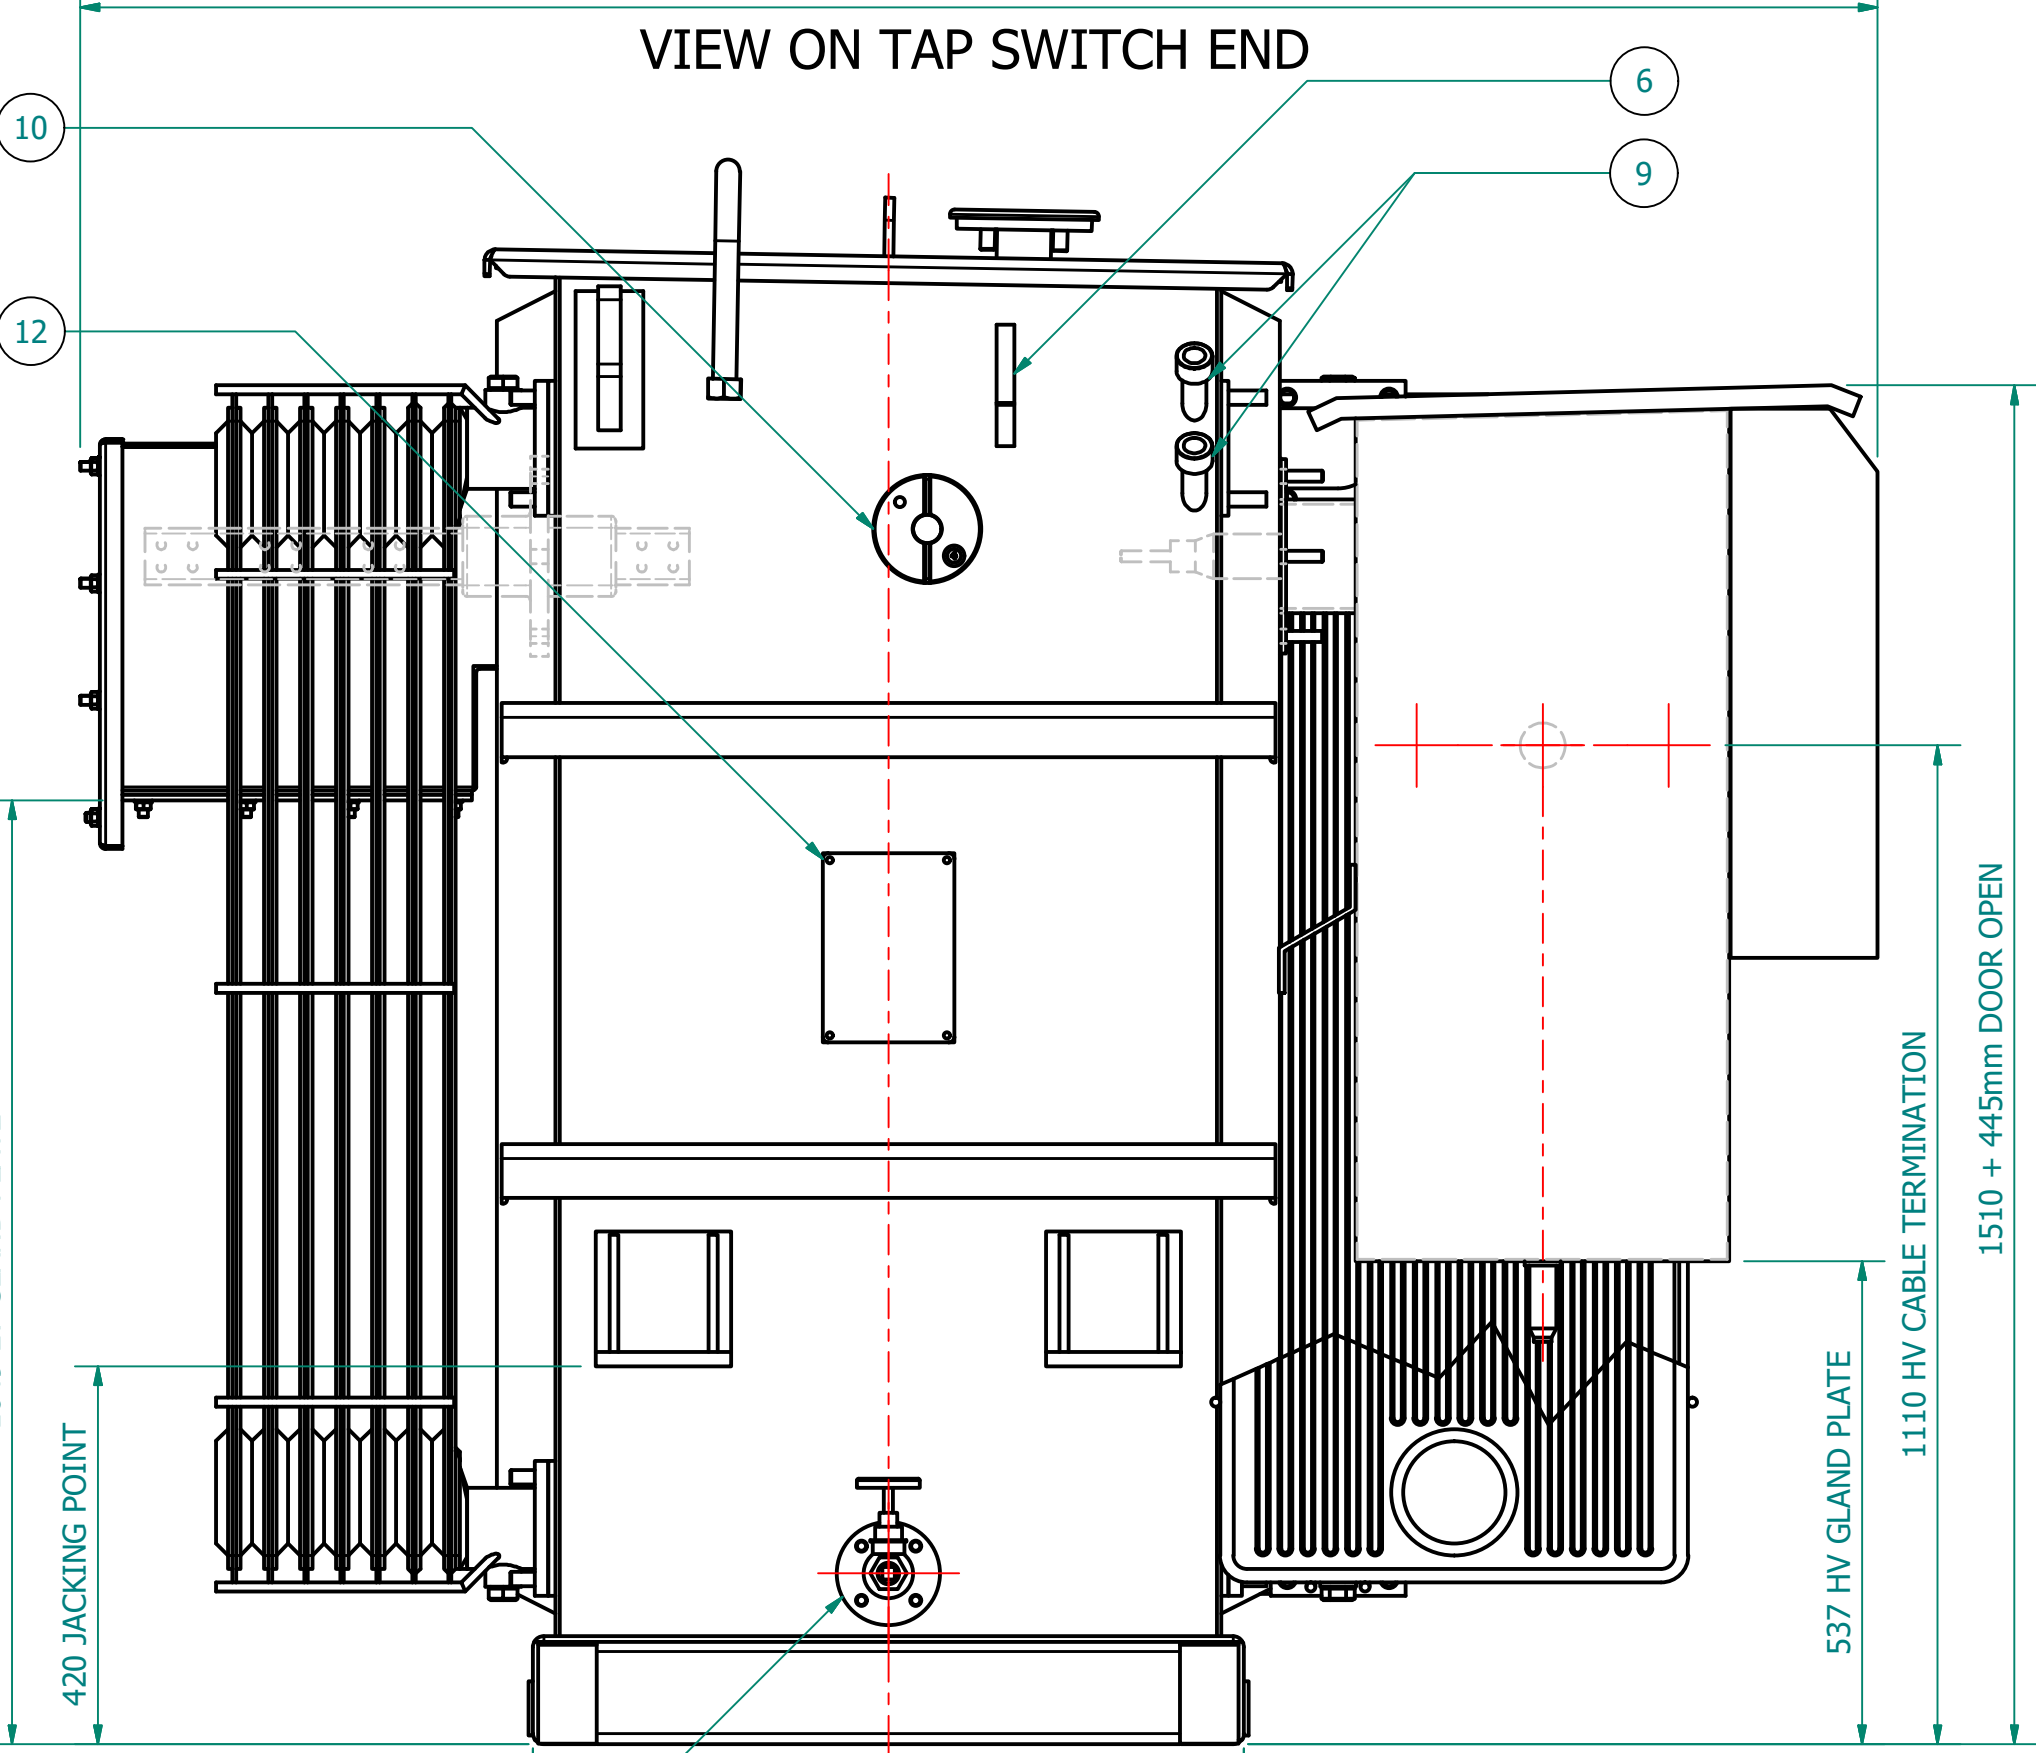 VIEW ON TAP SWITCH END
6
10
9
12
1510 + 445mm DOOR OPEN
1110 HV CABLE TERMINATION
537 HV GLAND PLATE
420 JACKING POINT